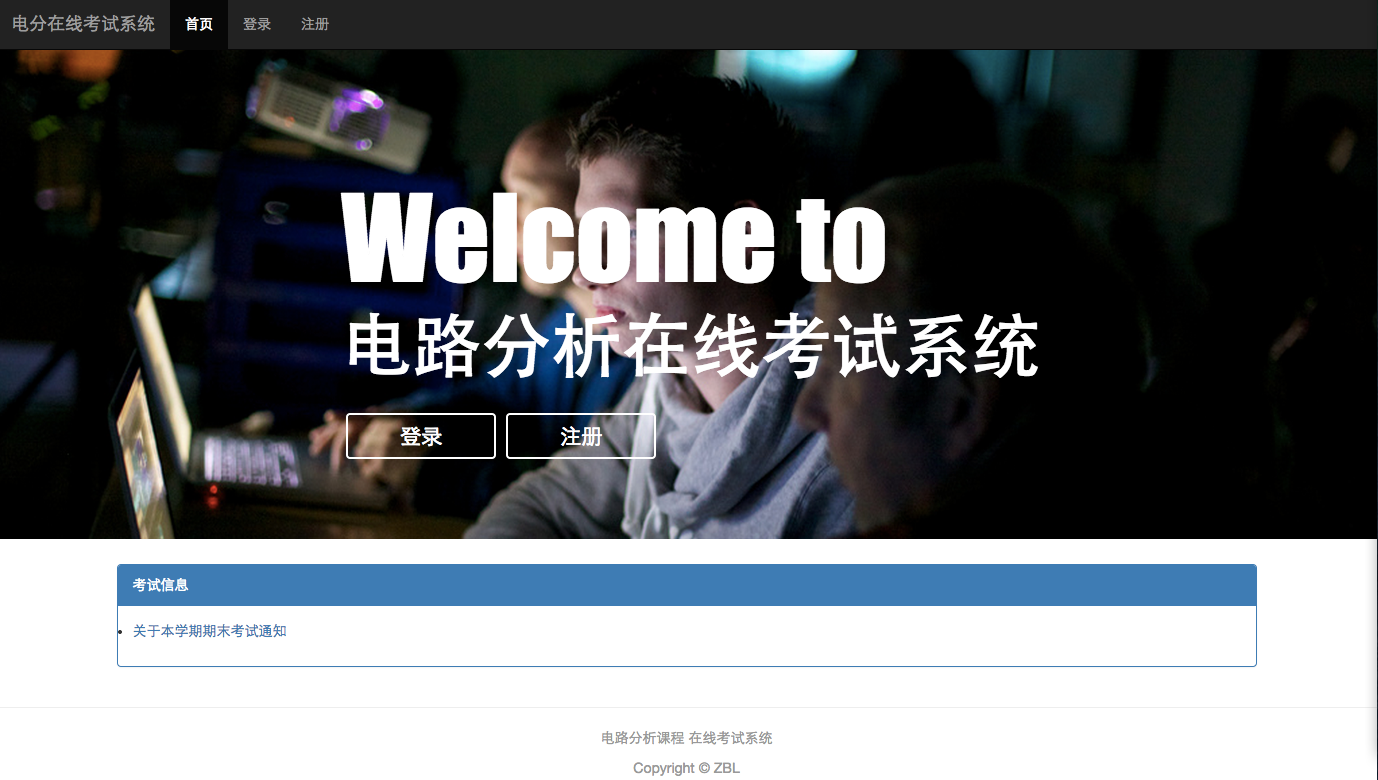 电分在线考试系统 首页 登录 注册
Welcome to
电路分析在线考试系统
登录 注册
考试信息
关于本学期期末考试通知
电路分析课程 在线考试系统
Copyright © ZBL